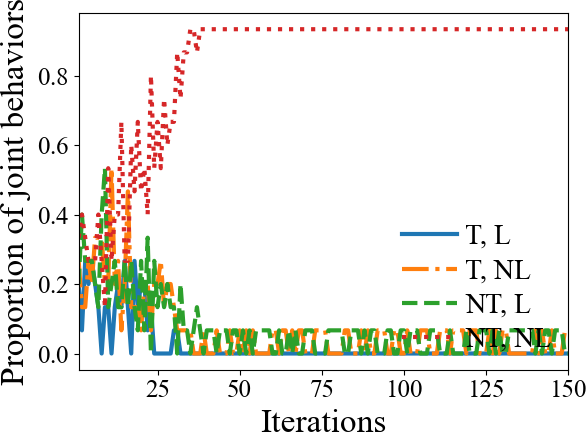 Proportion of joint behaviors
0.8
0.6
0.4
0.2
0.0
T, L
T, NL
NT, L
NT, NL
25 50 75 100 125 150
Iterations